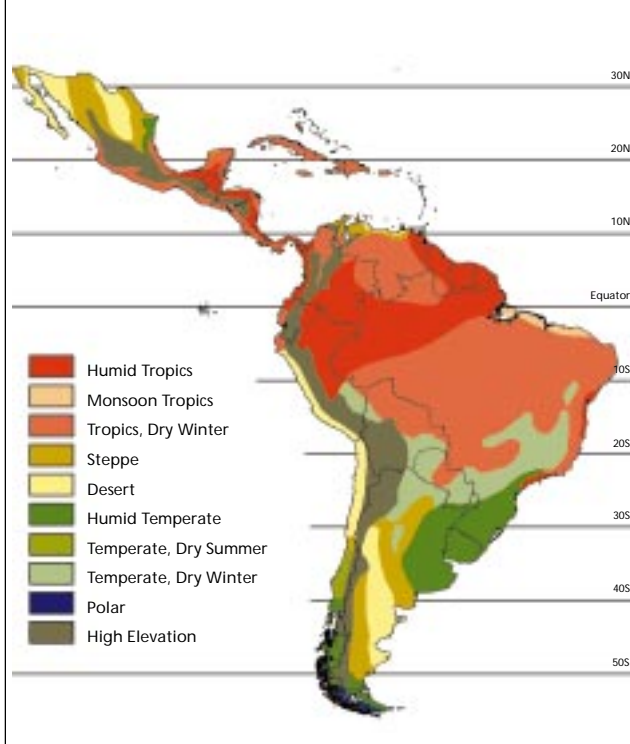 30N
20N
10N
Equator
10S
20S
30S
40S
50S
Humid Tropics
Monsoon Tropics
Tropics, Dry Winter
Steppe
Desert
Humid Temperate
Temperate, Dry Summer
Temperate, Dry Winter
Polar
High Elevation